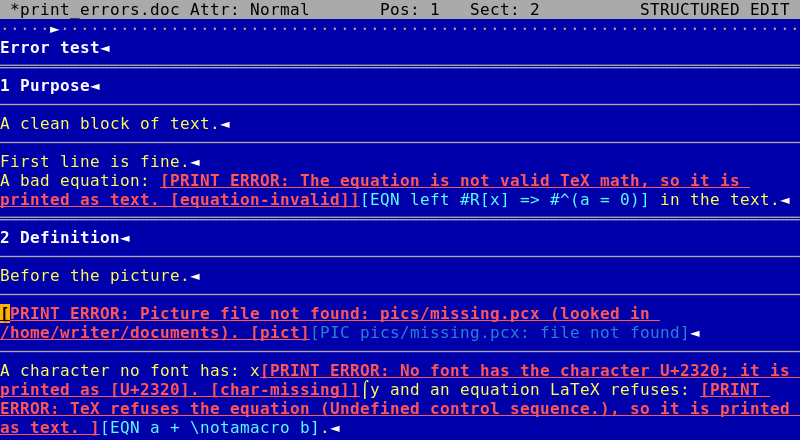 *print_errors.doc Attr: Normal Pos: 1 Sect: 2 STRUCTURED EDIT
Error test◄
1 Purpose◄
A clean block of text.◄
First line is fine.◄
A bad equation: [PRINT ERROR: The equation is not valid TeX math, so it is
printed as text. [equation-invalid]][EQN left #R[x] => #^(a = 0)] in the text.◄
2 Definition◄
Before the picture.◄
[PRINT ERROR: Picture file not found: pics/missing.pcx (looked in
/home/writer/documents). [pict][PIC pics/missing.pcx: file not found]◄
A character no font has: x[PRINT ERROR: No font has the character U+2320; it is
printed as [U+2320]. [char-missing]]⌠y and an equation LaTeX refuses: [PRINT
ERROR: TeX refuses the equation (Undefined control sequence.), so it is printed
as text. ][EQN a + \notamacro b].◄